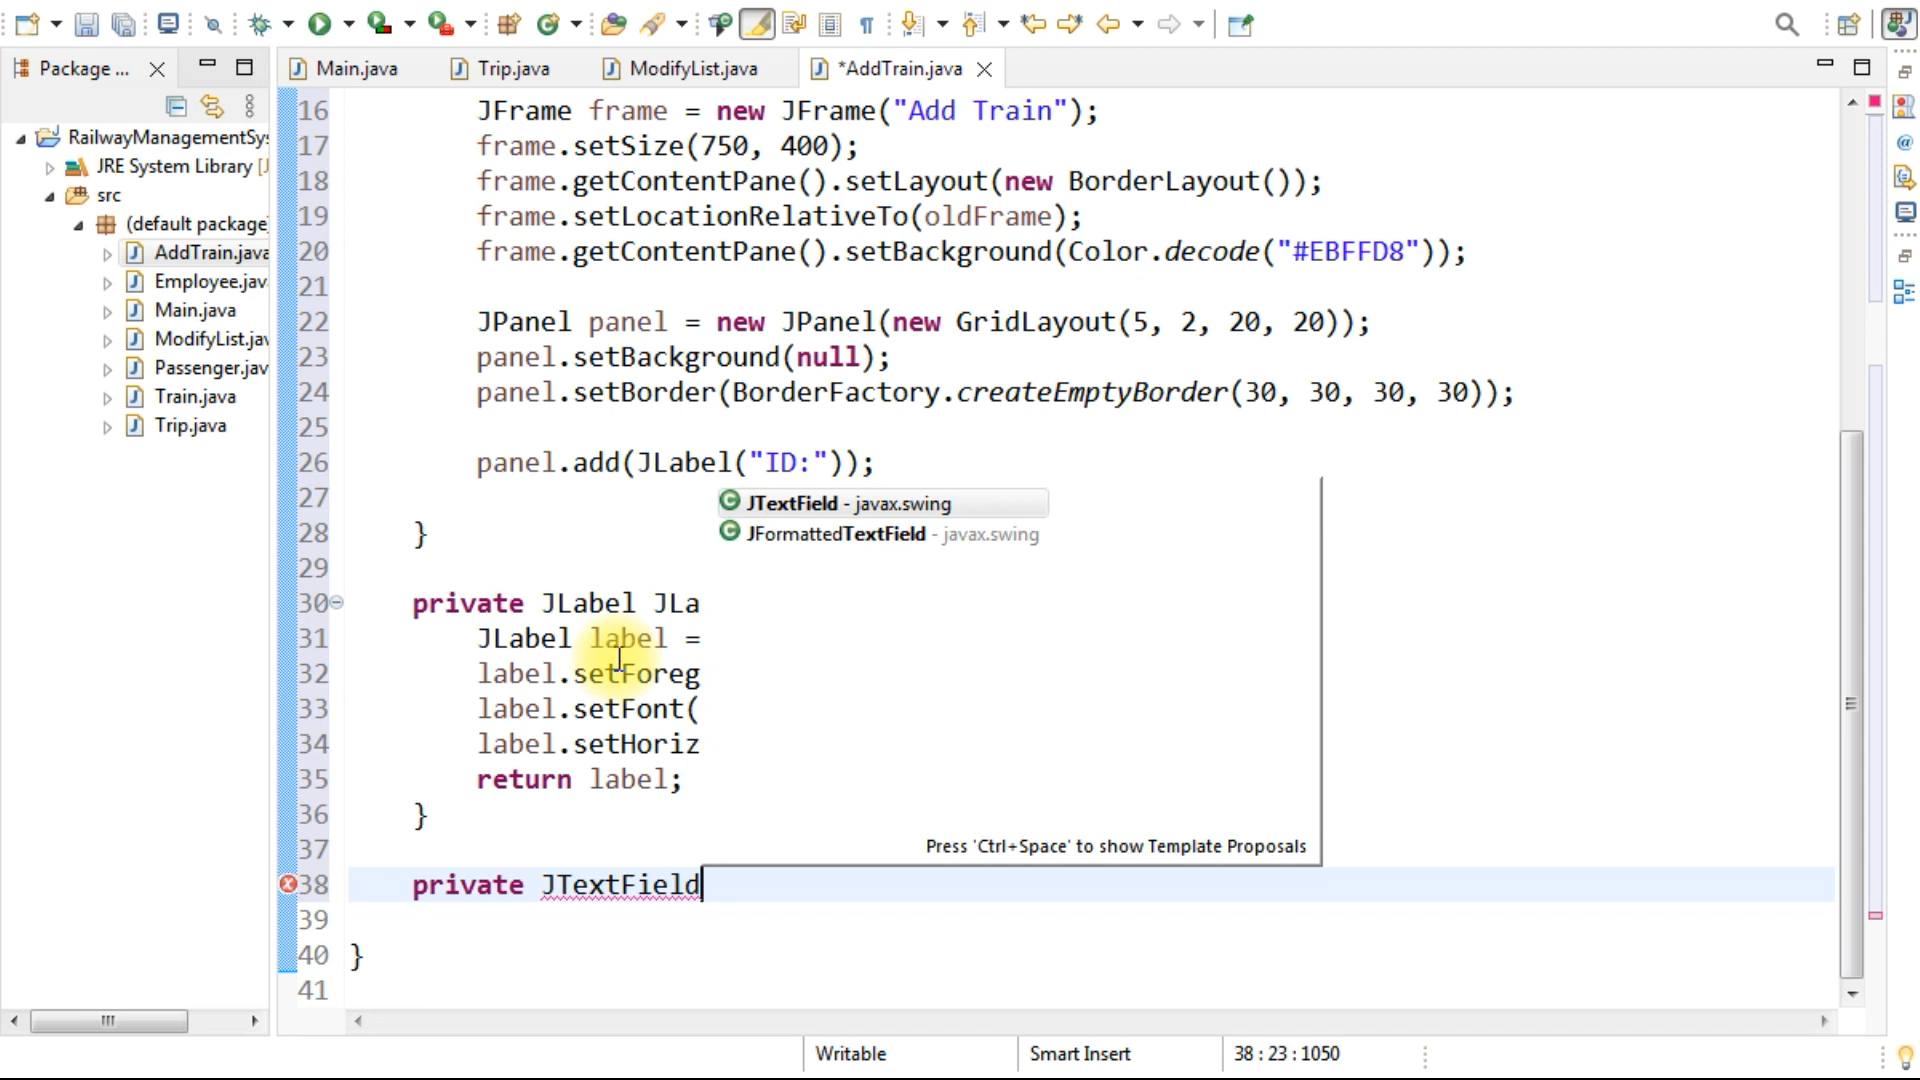 Package ...
Main.java
Trip.java
ModifyList.java
*AddTrain.java
RailwayManagementSys
JRE System Library [J
src
(default package)
AddTrain.java
Employee.jav
Main.java
ModifyList.jav
Passenger.jav
Train.java
Trip.java
16 JFrame frame = new JFrame("Add Train");
17 frame.setSize(750, 400);
18 frame.getContentPane().setLayout(new BorderLayout());
19 frame.setLocationRelativeTo(oldFrame);
20 frame.getContentPane().setBackground(Color.decode("#EBFFD8"));
21
22 JPanel panel = new JPanel(new GridLayout(5, 2, 20, 20));
23 panel.setBackground(null);
24 panel.setBorder(BorderFactory.createEmptyBorder(30, 30, 30, 30));
25
26 panel.add(JLabel("ID:"));
27
JTextField - javax.swing
28 }
JFormattedTextField - javax.swing
29
30 private JLabel JLa
31 JLabel label =
32 label.setForeg
33 label.setFont(
34 label.setHoriz
35 return label;
36 }
37
Press 'Ctrl+Space' to show Template Proposals
38 private JTextField
39
40 }
41
Writable
Smart Insert
38 : 23 : 1050